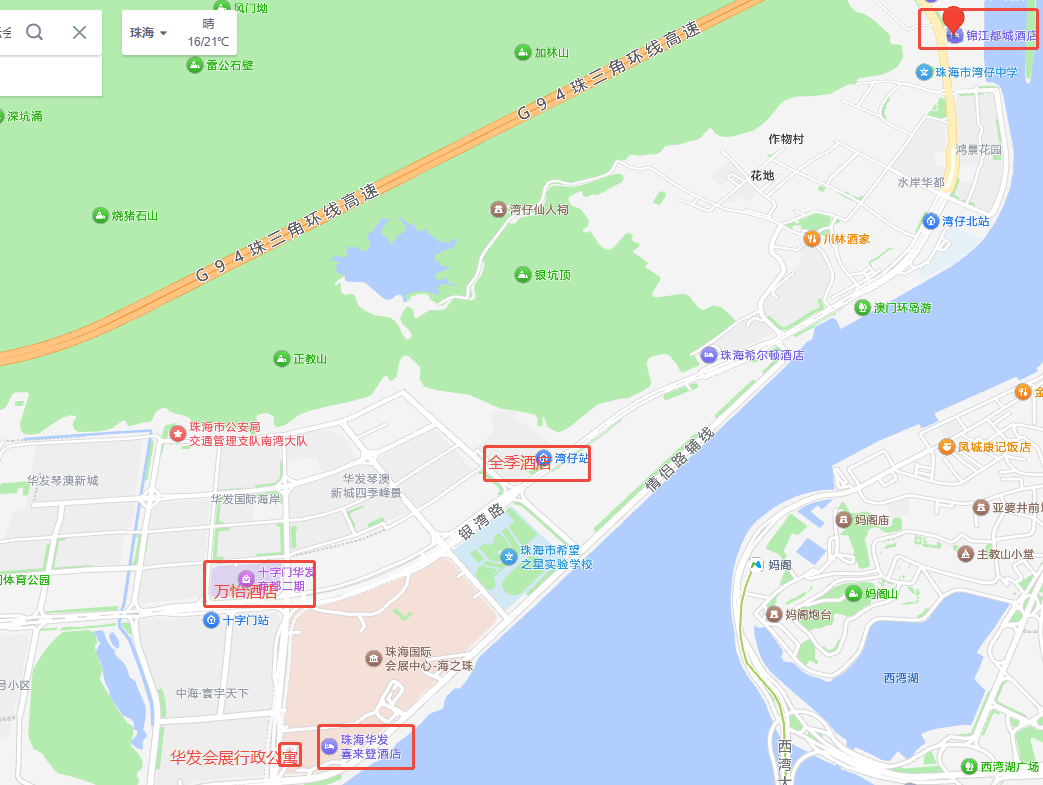 风门坳
珠海
晴
16/21℃
锦江都城酒店
加林山
雷公石壁
珠海市湾仔中学
G94珠三角环线高速
深坑涌
作物村
鸿景花园
花地
水岸华都
G94珠三角环线高速
烧猪石山
湾仔仙人祠
湾仔北站
川林酒家
银坑顶
澳门环岛游
正教山
珠海希尔顿酒店
金
珠海市公安局
交通管理支队南湾大队
情侣路辅线
凤城康记饭店
全季酒店
湾仔站
华发琴澳新城
华发琴澳
新城四季峰景
华发国际海岸
银湾路
妈阁庙
亚婆井前地
珠海市希望
之星实验学校
主教山小堂
妈阁
十字门华发
商都二期
万怡酒店
体育公园
妈阁山
十字门站
妈阁炮台
珠海国际
会展中心-海之珠
西湾湖
号小区
中海·寰宇天下
珠海华发
喜来登酒店
华发会展行政公寓
西湾大
西湾湖广场